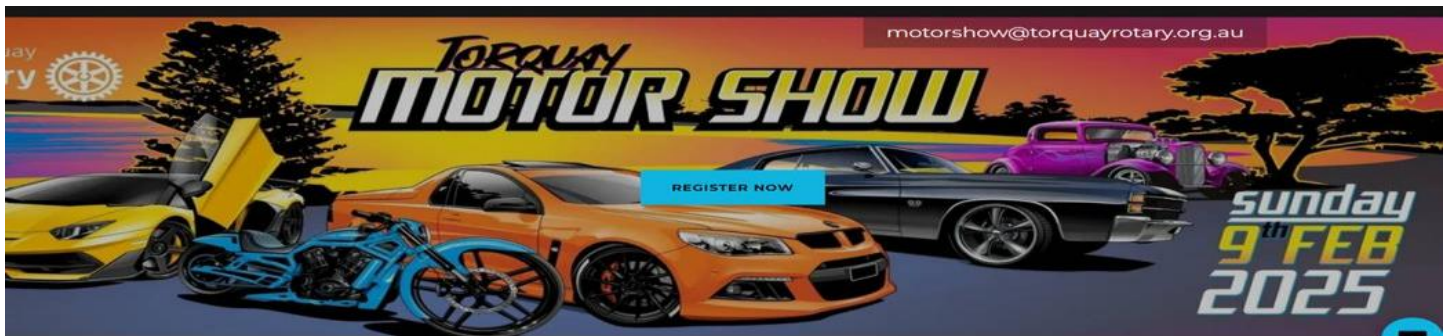 motorshow@torquayrotary.org.au
TORQUAY
MOTOR SHOW
REGISTER NOW
sunday
9th FEB
2025